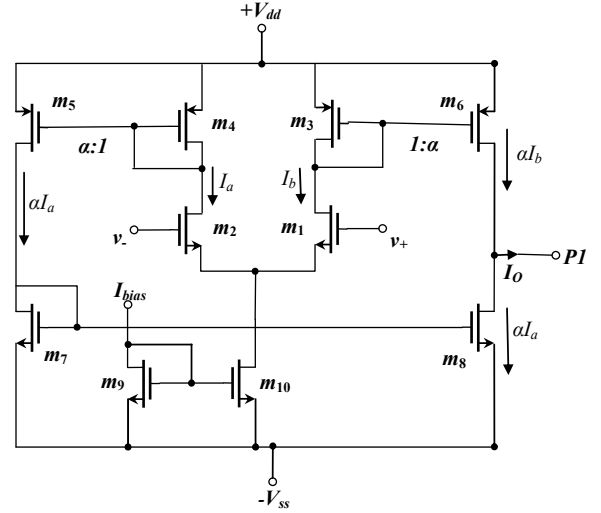 +Vdd
m5
m4
m3
m6
α:1
1:α
αIa
Ia
Ib
αIb
m2
m1
v-
v+
Ibias
IO
P1
m7
m8
αIa
m9
m10
-Vss